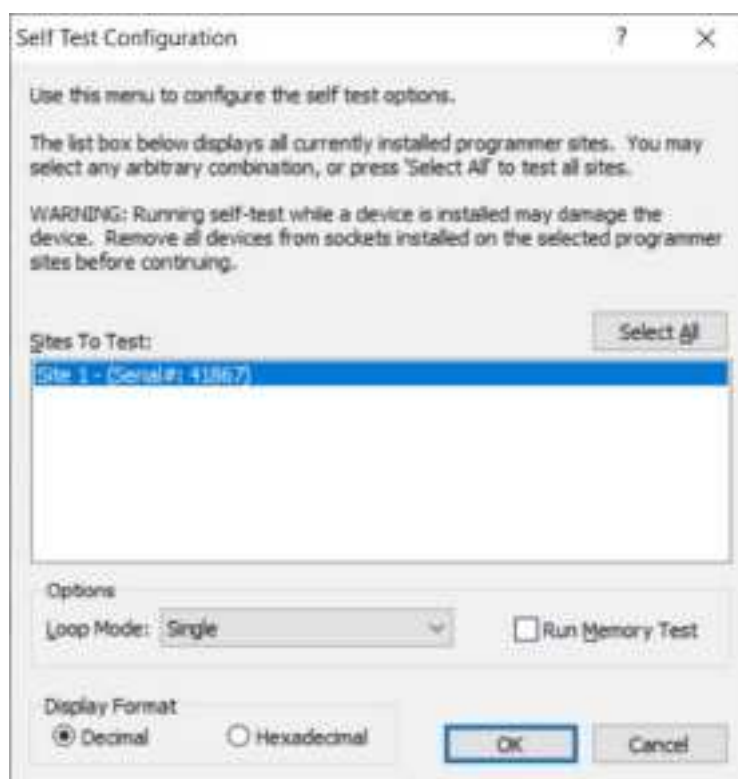 Self Test Configuration
?
Use this menu to configure the self test options.
The list box below displays all currently installed programmer sites. You may
select any arbitrary combination, or press 'Select All' to test all sites.
WARNING: Running self-test while a device is installed may damage the
device. Remove all devices from sockets installed on the selected programmer
sites before continuing.
Select All
Sites To Test:
Site 1 - (Serial#: 41867)
Options
Loop Mode: Single
Run Memory Test
Display Format
Decimal
Hexadecimal
OK
Cancel